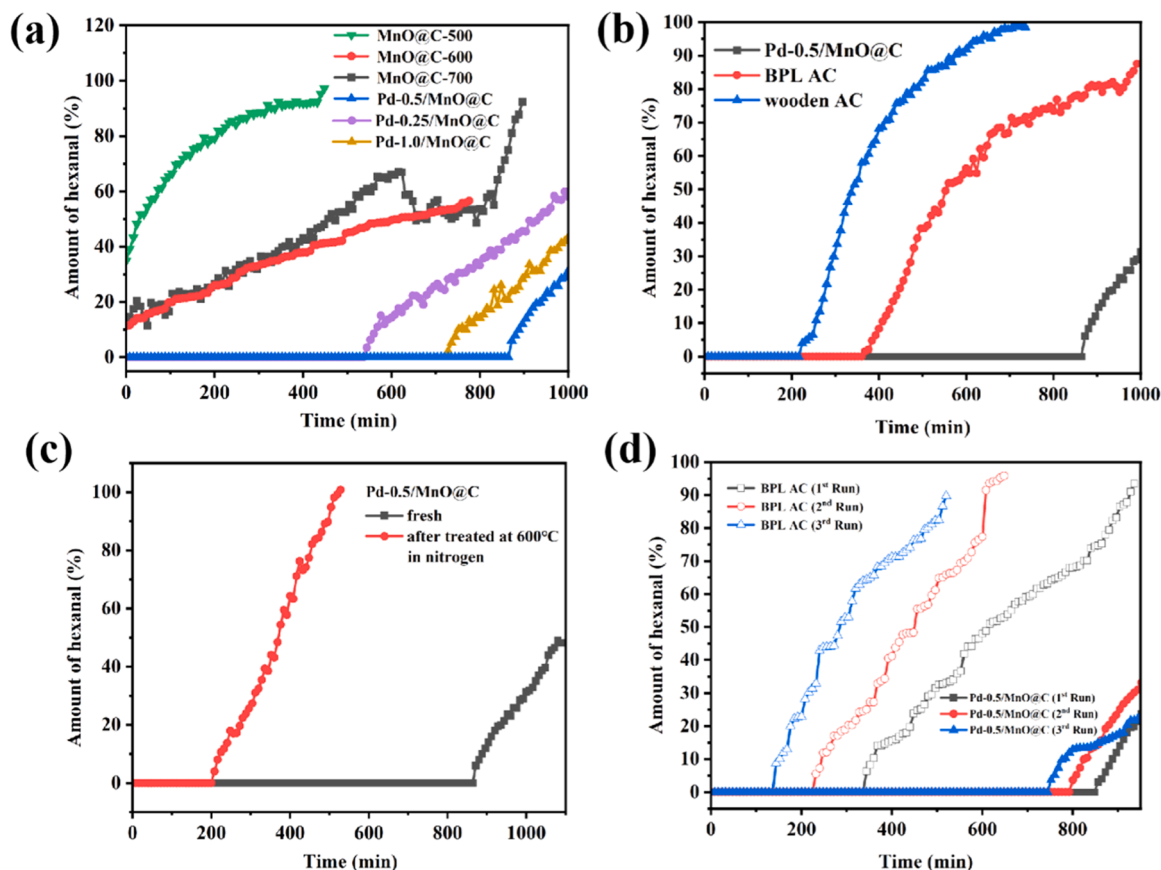 (a)
MnO@C-500
MnO@C-600
MnO@C-700
Pd-0.5/MnO@C
Pd-0.25/MnO@C
Pd-1.0/MnO@C
Amount of hexanal (%)
120
100
80
60
40
20
0
0 200 400 600 800 1000
Time (min)
(b)
Pd-0.5/MnO@C
BPL AC
wooden AC
Amount of hexanal (%)
100
90
80
70
60
50
40
30
20
10
0
0 200 400 600 800 1000
Time (min)
(c)
Pd-0.5/MnO@C
fresh
after treated at 600°C
in nitrogen
Amount of hexanal (%)
100
80
60
40
20
0
0 200 400 600 800 1000
Time (min)
(d)
BPL AC (1st Run)
BPL AC (2nd Run)
BPL AC (3rd Run)
Pd-0.5/MnO@C (1st Run)
Pd-0.5/MnO@C (2nd Run)
Pd-0.5/MnO@C (3rd Run)
Amount of hexanal (%)
100
90
80
70
60
50
40
30
20
10
0
0 200 400 600 800
Time (min)